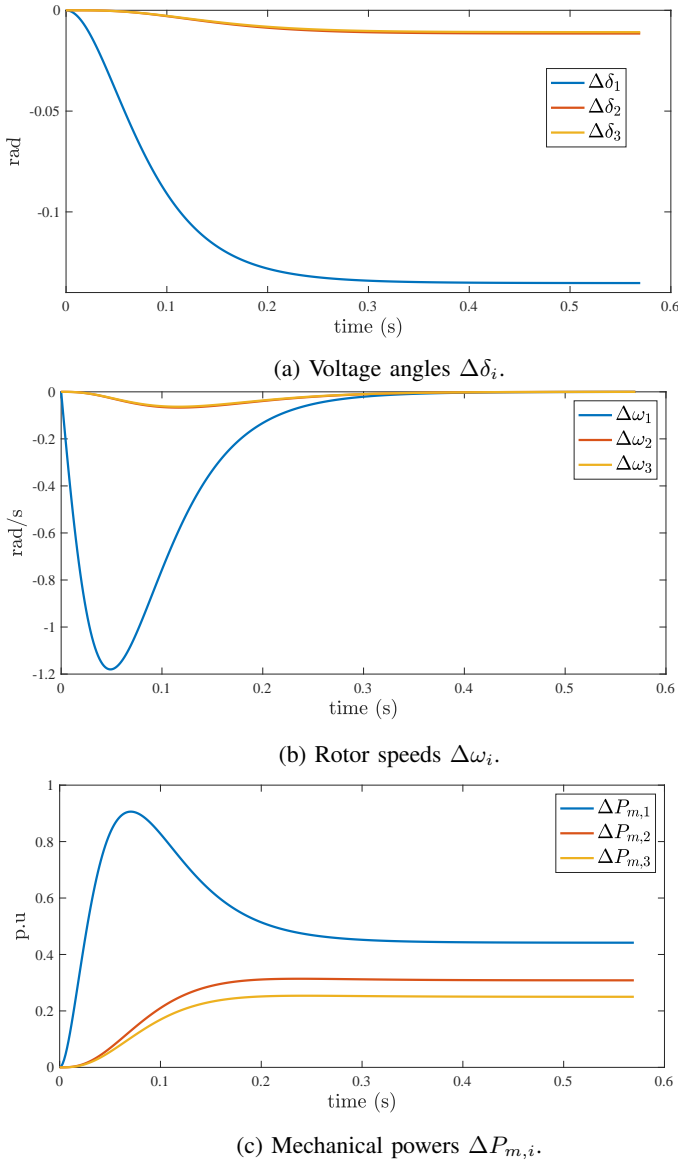 0
-0.05
-0.1
rad
Δδ₁
Δδ₂
Δδ₃
0 0.1 0.2 0.3 0.4 0.5 0.6
time (s)
(a) Voltage angles Δδᵢ.
0
-0.2
-0.4
-0.6
-0.8
-1
-1.2
rad/s
Δω₁
Δω₂
Δω₃
0 0.1 0.2 0.3 0.4 0.5 0.6
time (s)
(b) Rotor speeds Δωᵢ.
1
0.8
0.6
0.4
0.2
0
p.u
ΔPₘ,₁
ΔPₘ,₂
ΔPₘ,₃
0 0.1 0.2 0.3 0.4 0.5 0.6
time (s)
(c) Mechanical powers ΔPₘ,ᵢ.